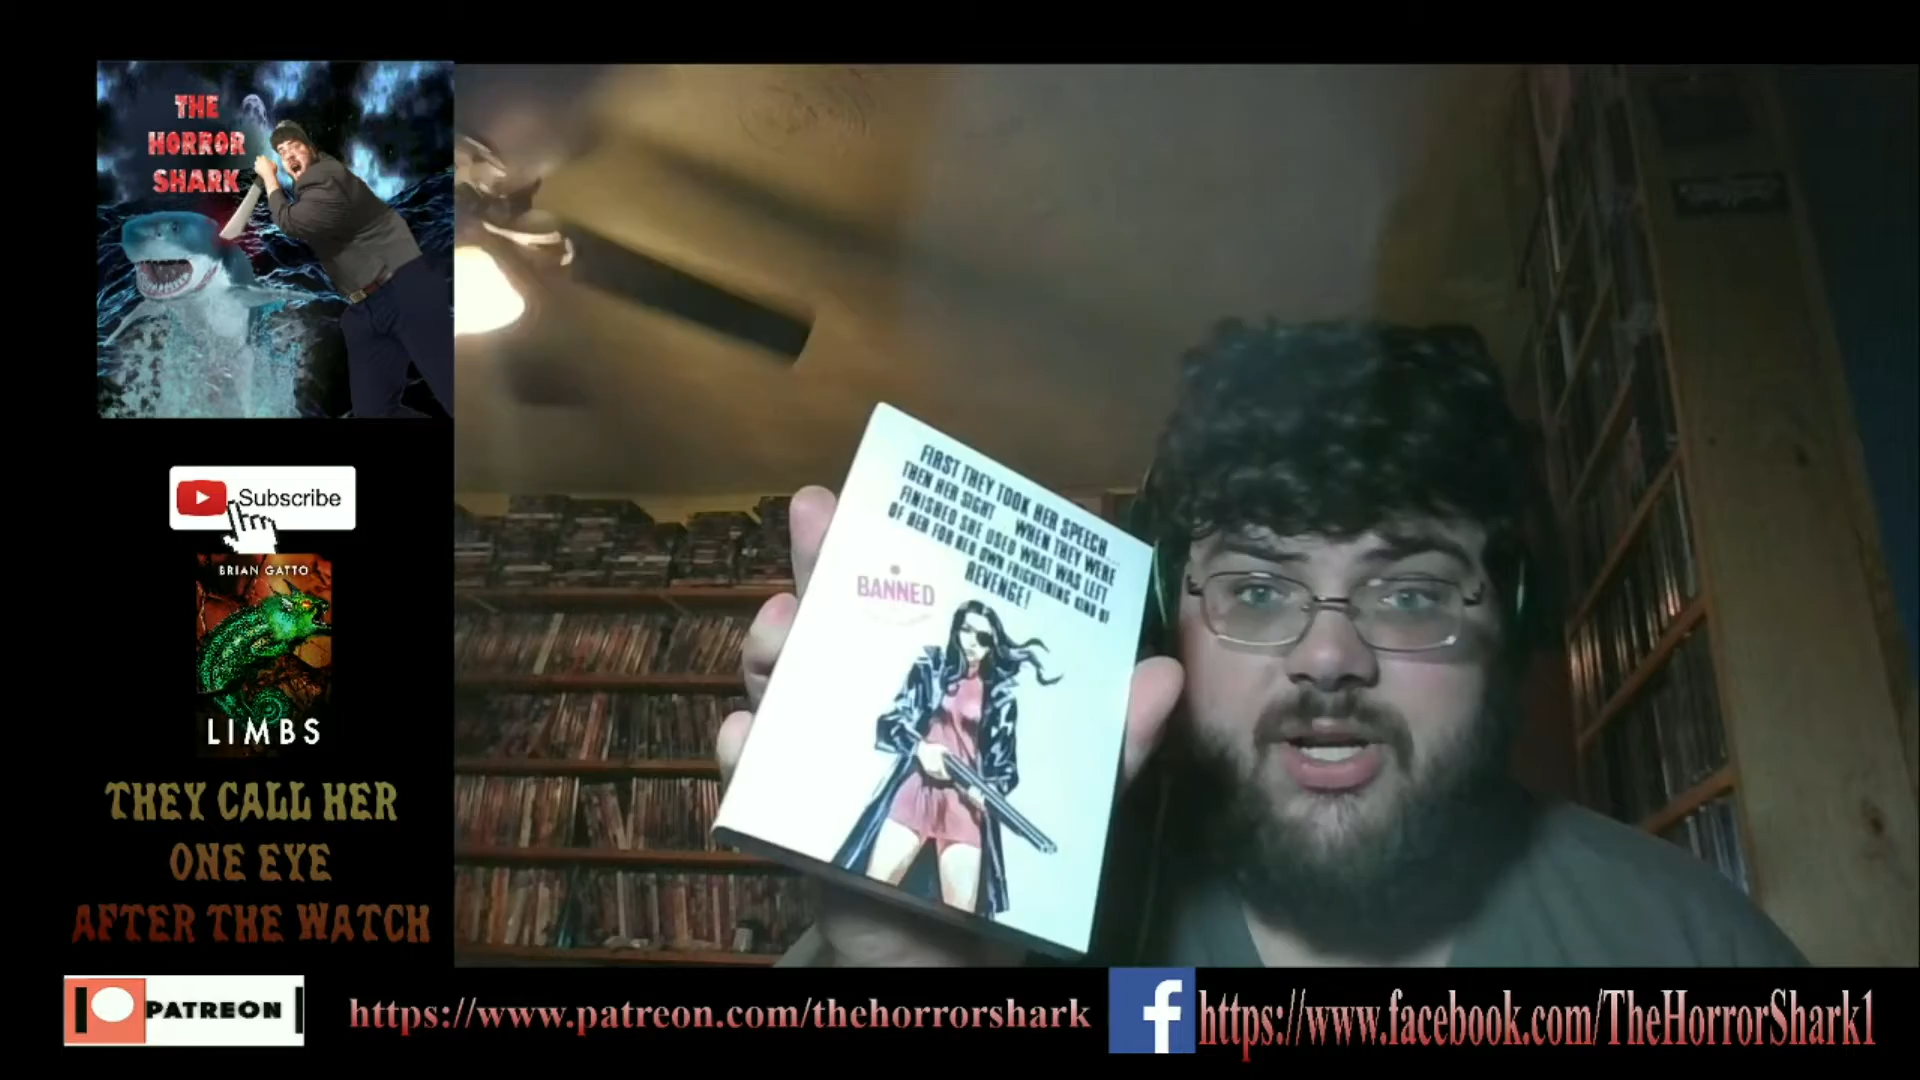 THE
HORROR
SHARK
Subscribe
BRIAN GATTO
LIMBS
THEY CALL HER
ONE EYE
AFTER THE WATCH
FIRST THEY TOOK HER SPEECH...
THEN HER SIGHT... WHEN THEY WERE
FINISHED SHE USED WHAT WAS LEFT
OF HER FOR HER OWN FRIGHTENING KIND OF
REVENGE!
BANNED
PATREON
https://www.patreon.com/thehorrorshark
https://www.facebook.com/TheHorrorShark1